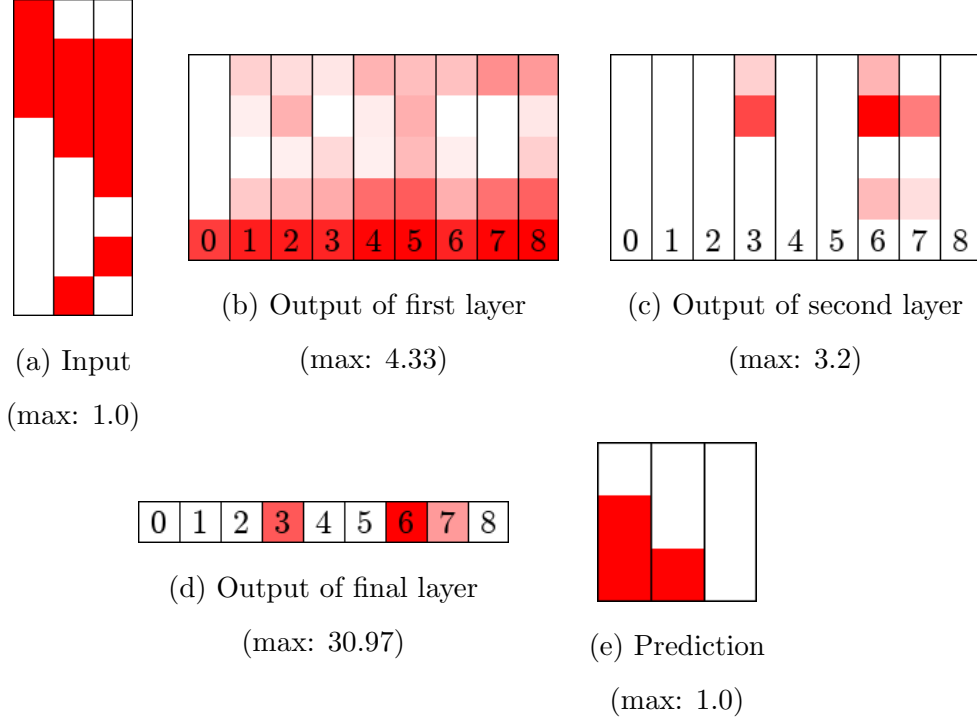 0 1 2 3 4 5 6 7 8
0 1 2 3 4 5 6 7 8
(a) Input
(max: 1.0)
(b) Output of first layer
(max: 4.33)
(c) Output of second layer
(max: 3.2)
0 1 2 3 4 5 6 7 8
(d) Output of final layer
(max: 30.97)
(e) Prediction
(max: 1.0)